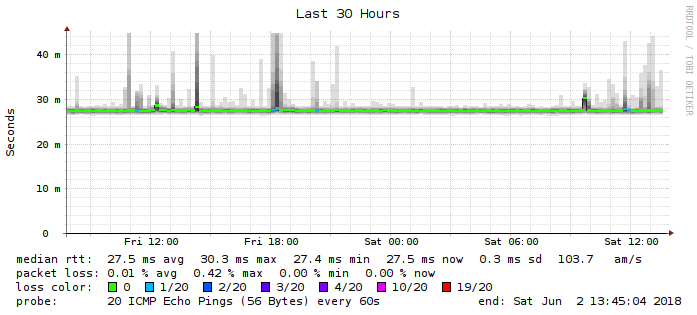 Last 30 Hours
RRDTOOL / TOBI OETIKER
Seconds
40 m
30 m
20 m
10 m
0
Fri 12:00 Fri 18:00 Sat 00:00 Sat 06:00 Sat 12:00
median rtt: 27.5 ms avg 30.3 ms max 27.4 ms min 27.5 ms now 0.3 ms sd 103.7 am/s
packet loss: 0.01 % avg 0.42 % max 0.00 % min 0.00 % now
loss color: 0 1/20 2/20 3/20 4/20 10/20 19/20
probe: 20 ICMP Echo Pings (56 Bytes) every 60s end: Sat Jun 2 13:45:04 2018